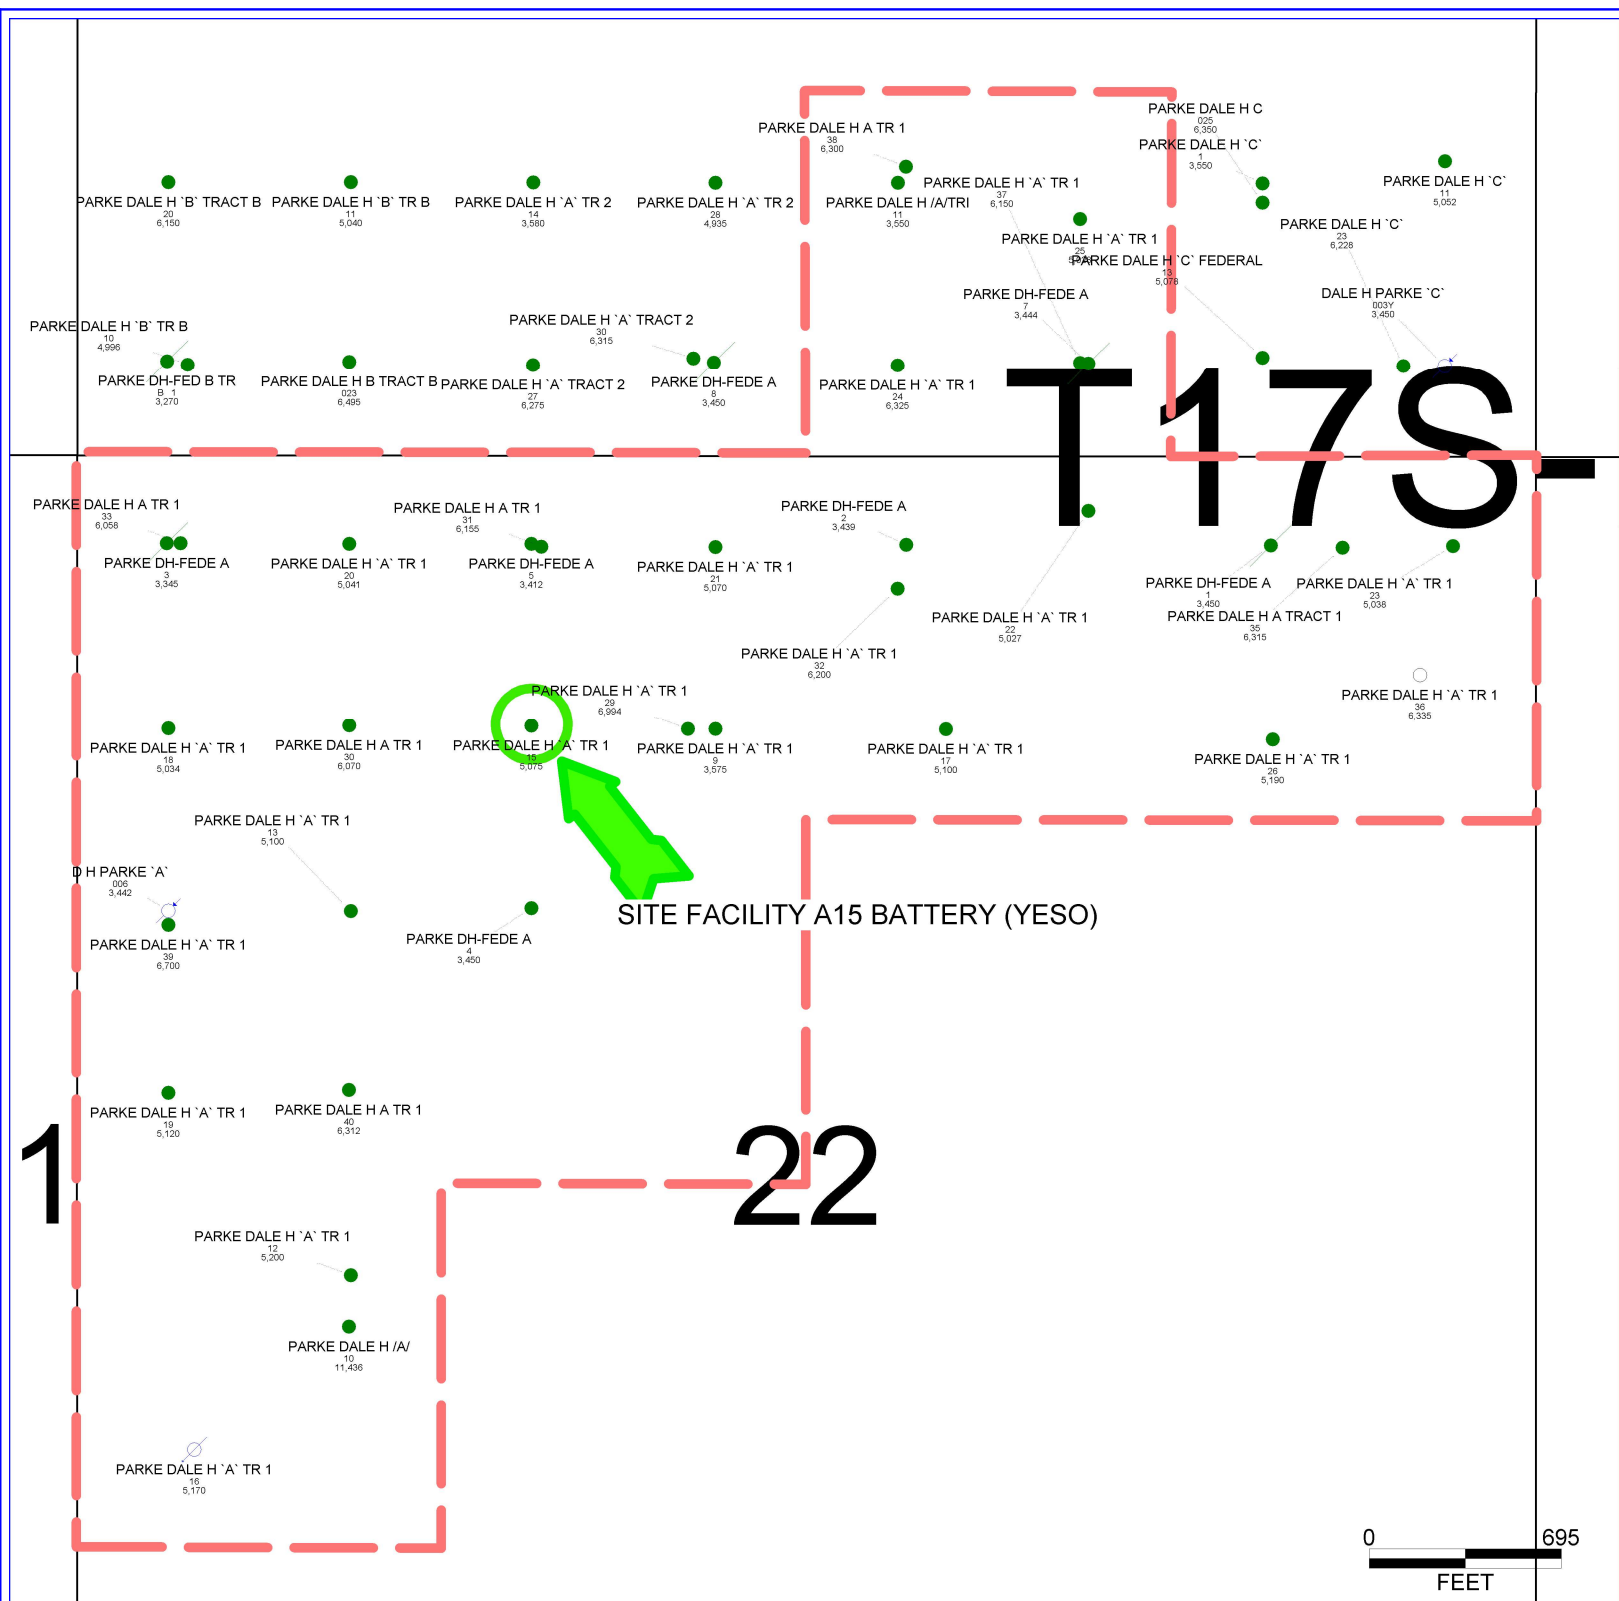 PARKE DALE H C
025
6,350
PARKE DALE H A TR 1
38
6,300
PARKE DALE H `C`
1
3,550
PARKE DALE H `A` TR 1
37
6,150
PARKE DALE H `C`
11
5,052
PARKE DALE H `B` TRACT B
20
6,150
PARKE DALE H `B` TR B
11
5,040
PARKE DALE H `A` TR 2
14
3,580
PARKE DALE H `A` TR 2
28
4,935
PARKE DALE H /A/TRI
11
3,550
PARKE DALE H `C`
23
6,228
PARKE DALE H `A` TR 1
25
PARKE DALE H `C` FEDERAL
13
5,078
PARKE DH-FEDE A
7
3,444
DALE H PARKE `C`
003Y
3,450
PARKE DALE H `A` TRACT 2
30
6,315
PARKE DALE H `B` TR B
10
4,996
PARKE DH-FED B TR
B 1
3,270
PARKE DALE H B TRACT B
023
6,495
PARKE DALE H `A` TRACT 2
27
6,275
PARKE DH-FEDE A
8
3,450
PARKE DALE H `A` TR 1
24
6,325
T17S-
PARKE DALE H A TR 1
33
6,058
PARKE DALE H A TR 1
31
6,155
PARKE DH-FEDE A
2
3,439
PARKE DH-FEDE A
3
3,345
PARKE DALE H `A` TR 1
20
5,041
PARKE DH-FEDE A
5
3,412
PARKE DALE H `A` TR 1
21
5,070
PARKE DH-FEDE A
1
3,450
PARKE DALE H `A` TR 1
23
5,038
PARKE DALE H `A` TR 1
22
5,027
PARKE DALE H A TRACT 1
35
6,315
PARKE DALE H `A` TR 1
32
6,200
PARKE DALE H `A` TR 1
29
6,994
PARKE DALE H `A` TR 1
36
6,335
PARKE DALE H `A` TR 1
18
5,034
PARKE DALE H A TR 1
30
6,070
PARKE DALE H `A` TR 1
15
5,075
PARKE DALE H `A` TR 1
9
3,575
PARKE DALE H `A` TR 1
17
5,100
PARKE DALE H `A` TR 1
26
5,190
PARKE DALE H `A` TR 1
13
5,100
D H PARKE `A`
006
3,442
SITE FACILITY A15 BATTERY (YESO)
PARKE DALE H `A` TR 1
39
6,700
PARKE DH-FEDE A
4
3,450
PARKE DALE H `A` TR 1
19
5,120
PARKE DALE H A TR 1
40
6,312
1
22
PARKE DALE H `A` TR 1
12
5,200
PARKE DALE H /A/
10
11,436
PARKE DALE H `A` TR 1
16
5,170
0 695
FEET